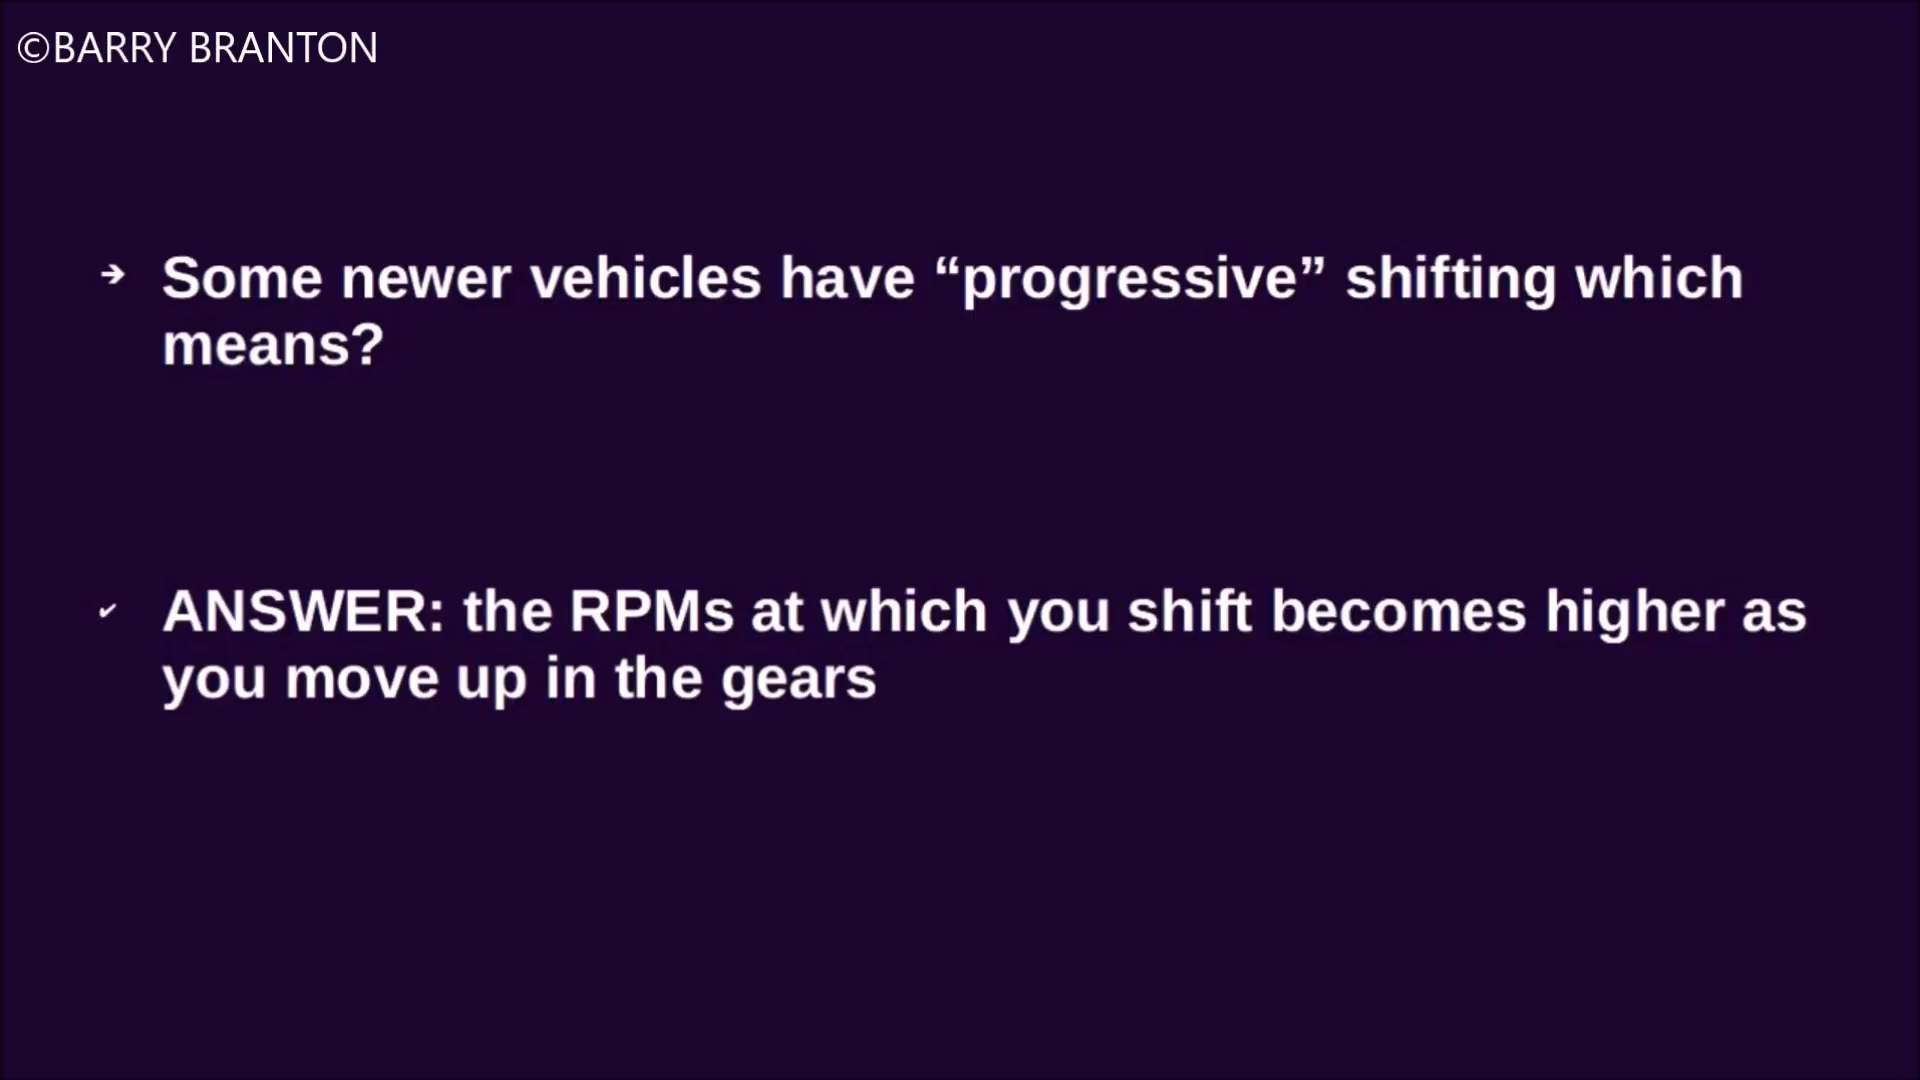 ©BARRY BRANTON
➔ Some newer vehicles have “progressive” shifting which
means?
✔ ANSWER: the RPMs at which you shift becomes higher as
you move up in the gears